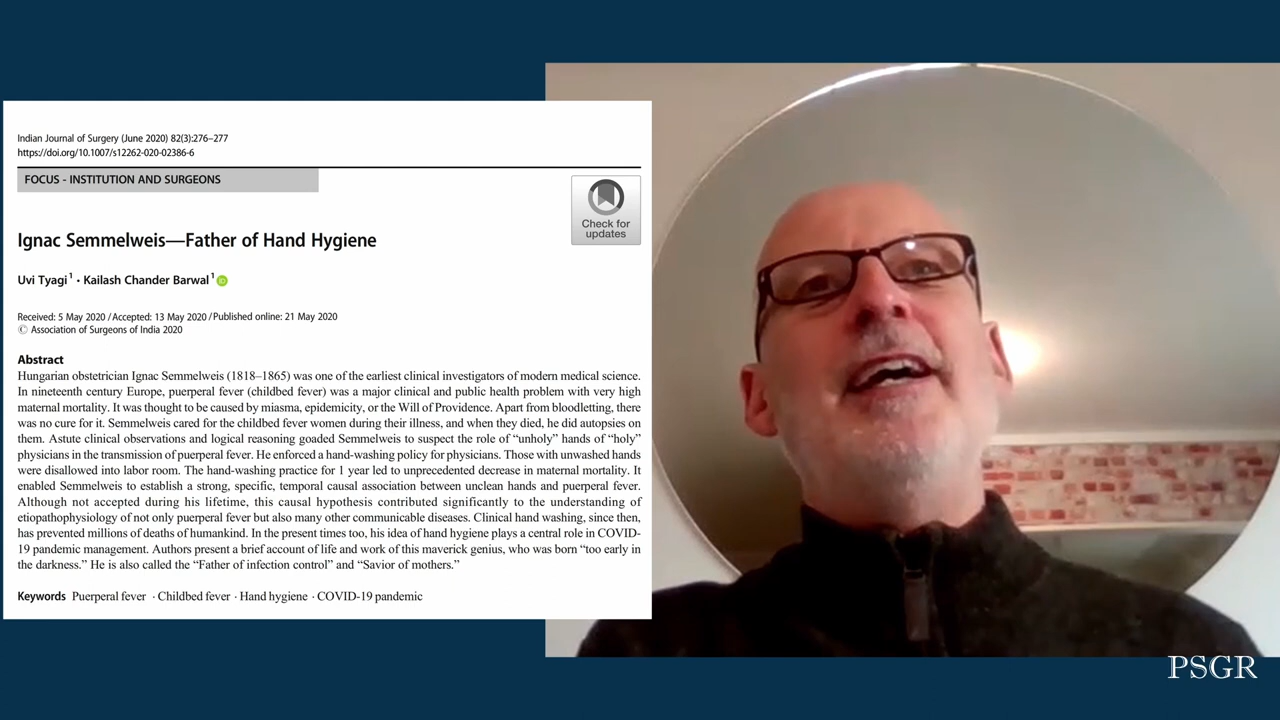 Indian Journal of Surgery (June 2020) 82(3):276–277
https://doi.org/10.1007/s12262-020-02386-6
FOCUS - INSTITUTION AND SURGEONS
Check for
updates
Ignac Semmelweis—Father of Hand Hygiene
Uvi Tyagi1 · Kailash Chander Barwal1 iD
Received: 5 May 2020 / Accepted: 13 May 2020 / Published online: 21 May 2020
© Association of Surgeons of India 2020
Abstract
Hungarian obstetrician Ignac Semmelweis (1818–1865) was one of the earliest clinical investigators of modern medical science.
In nineteenth century Europe, puerperal fever (childbed fever) was a major clinical and public health problem with very high
maternal mortality. It was thought to be caused by miasma, epidemicity, or the Will of Providence. Apart from bloodletting, there
was no cure for it. Semmelweis cared for the childbed fever women during their illness, and when they died, he did autopsies on
them. Astute clinical observations and logical reasoning goaded Semmelweis to suspect the role of “unholy” hands of “holy”
physicians in the transmission of puerperal fever. He enforced a hand-washing policy for physicians. Those with unwashed hands
were disallowed into labor room. The hand-washing practice for 1 year led to unprecedented decrease in maternal mortality. It
enabled Semmelweis to establish a strong, specific, temporal causal association between unclean hands and puerperal fever.
Although not accepted during his lifetime, this causal hypothesis contributed significantly to the understanding of
etiopathophysiology of not only puerperal fever but also many other communicable diseases. Clinical hand washing, since then,
has prevented millions of deaths of humankind. In the present times too, his idea of hand hygiene plays a central role in COVID-
19 pandemic management. Authors present a brief account of life and work of this maverick genius, who was born “too early in
the darkness.” He is also called the “Father of infection control” and “Savior of mothers.”
Keywords Puerperal fever · Childbed fever · Hand hygiene · COVID-19 pandemic
PSGR